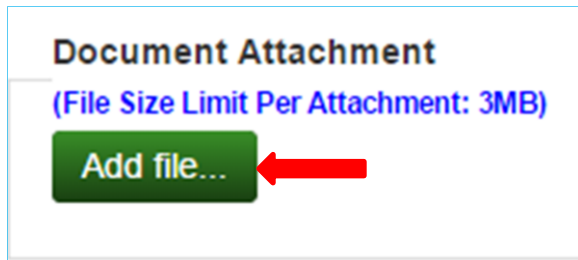 Document Attachment
(File Size Limit Per Attachment: 3MB)
Add file...